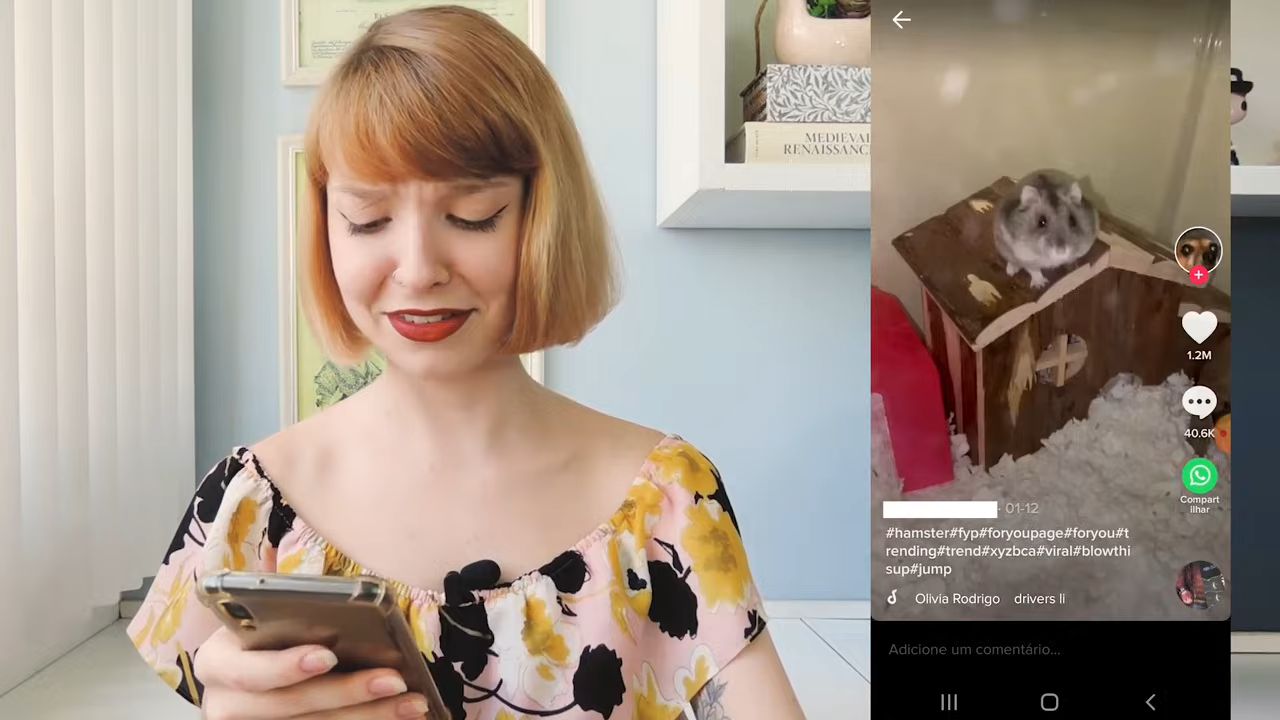 MEDIEVAL
RENAISSANCE
1.2M
40.6K
Compart
ilhar
- 01-12
#hamster#fyp#foryoupage#foryou#t
rending#trend#xyzbca#viral#blowthi
sup#jump
Olivia Rodrigo drivers li
Adicione um comentário...